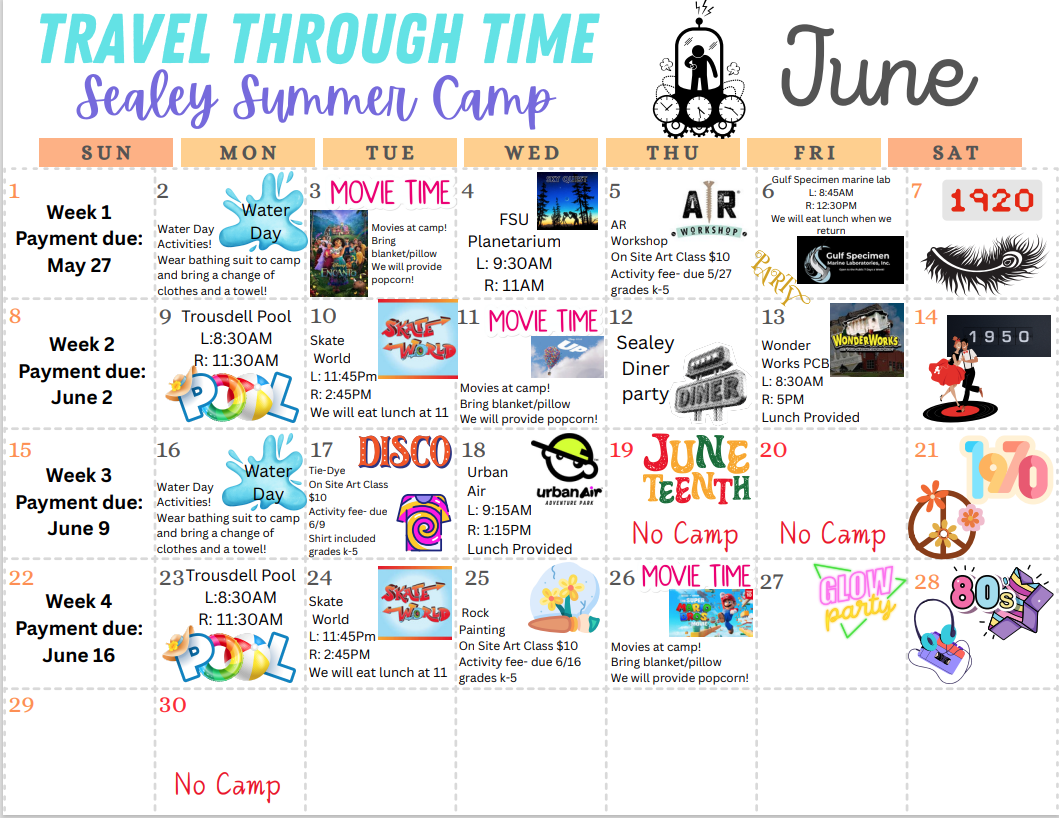 TRAVEL THROUGH TIME
Sealey Summer Camp
June
SUN MON TUE WED THU FRI SAT
1
Week 1
Payment due:
May 27
2
Water
Day
Water Day
Activities!
Wear bathing suit to camp
and bring a change of
clothes and a towel!
3
MOVIE TIME
ENCANTO
Movies at camp!
Bring
blanket/pillow
We will provide
popcorn!
4
SKY QUEST
FSU
Planetarium
L: 9:30AM
R: 11AM
5
AIR
WORKSHOP
AR
Workshop
On Site Art Class $10
Activity fee- due 5/27
grades k-5
6
Gulf Specimen marine lab
L: 8:45AM
R: 12:30PM
We will eat lunch when we
return
Gulf Specimen
Marine Laboratories, Inc.
PARTY
7
1920
8
Week 2
Payment due:
June 2
9
Trousdell Pool
L:8:30AM
R: 11:30AM
POOL
10
SKATE
WORLD
Skate
World
L: 11:45Pm
R: 2:45PM
We will eat lunch at 11
11
MOVIE TIME
UP
Movies at camp!
Bring blanket/pillow
We will provide popcorn!
12
Sealey
Diner
party
DINER
13
WONDERWORKS
Wonder
Works PCB
L: 8:30AM
R: 5PM
Lunch Provided
14
1950
15
Week 3
Payment due:
June 9
16
Water
Day
Water Day
Activities!
Wear bathing suit to camp
and bring a change of
clothes and a towel!
17
DISCO
Tie-Dye
On Site Art Class
$10
Activity fee- due
6/9
Shirt included
grades k-5
18
Urban
Air
urbanAir
ADVENTURE PARK
L: 9:15AM
R: 1:15PM
Lunch Provided
19
JUNE
TEENTH
No Camp
20
No Camp
21
1970
22
Week 4
Payment due:
June 16
23
Trousdell Pool
L:8:30AM
R: 11:30AM
POOL
24
SKATE
WORLD
Skate
World
L: 11:45Pm
R: 2:45PM
We will eat lunch at 11
25
Rock
Painting
On Site Art Class $10
Activity fee- due 6/16
grades k-5
26
MOVIE TIME
SUPER
MARIO
BROS
Movies at camp!
Bring blanket/pillow
We will provide popcorn!
27
GLOW
party
28
80s
29
30
No Camp